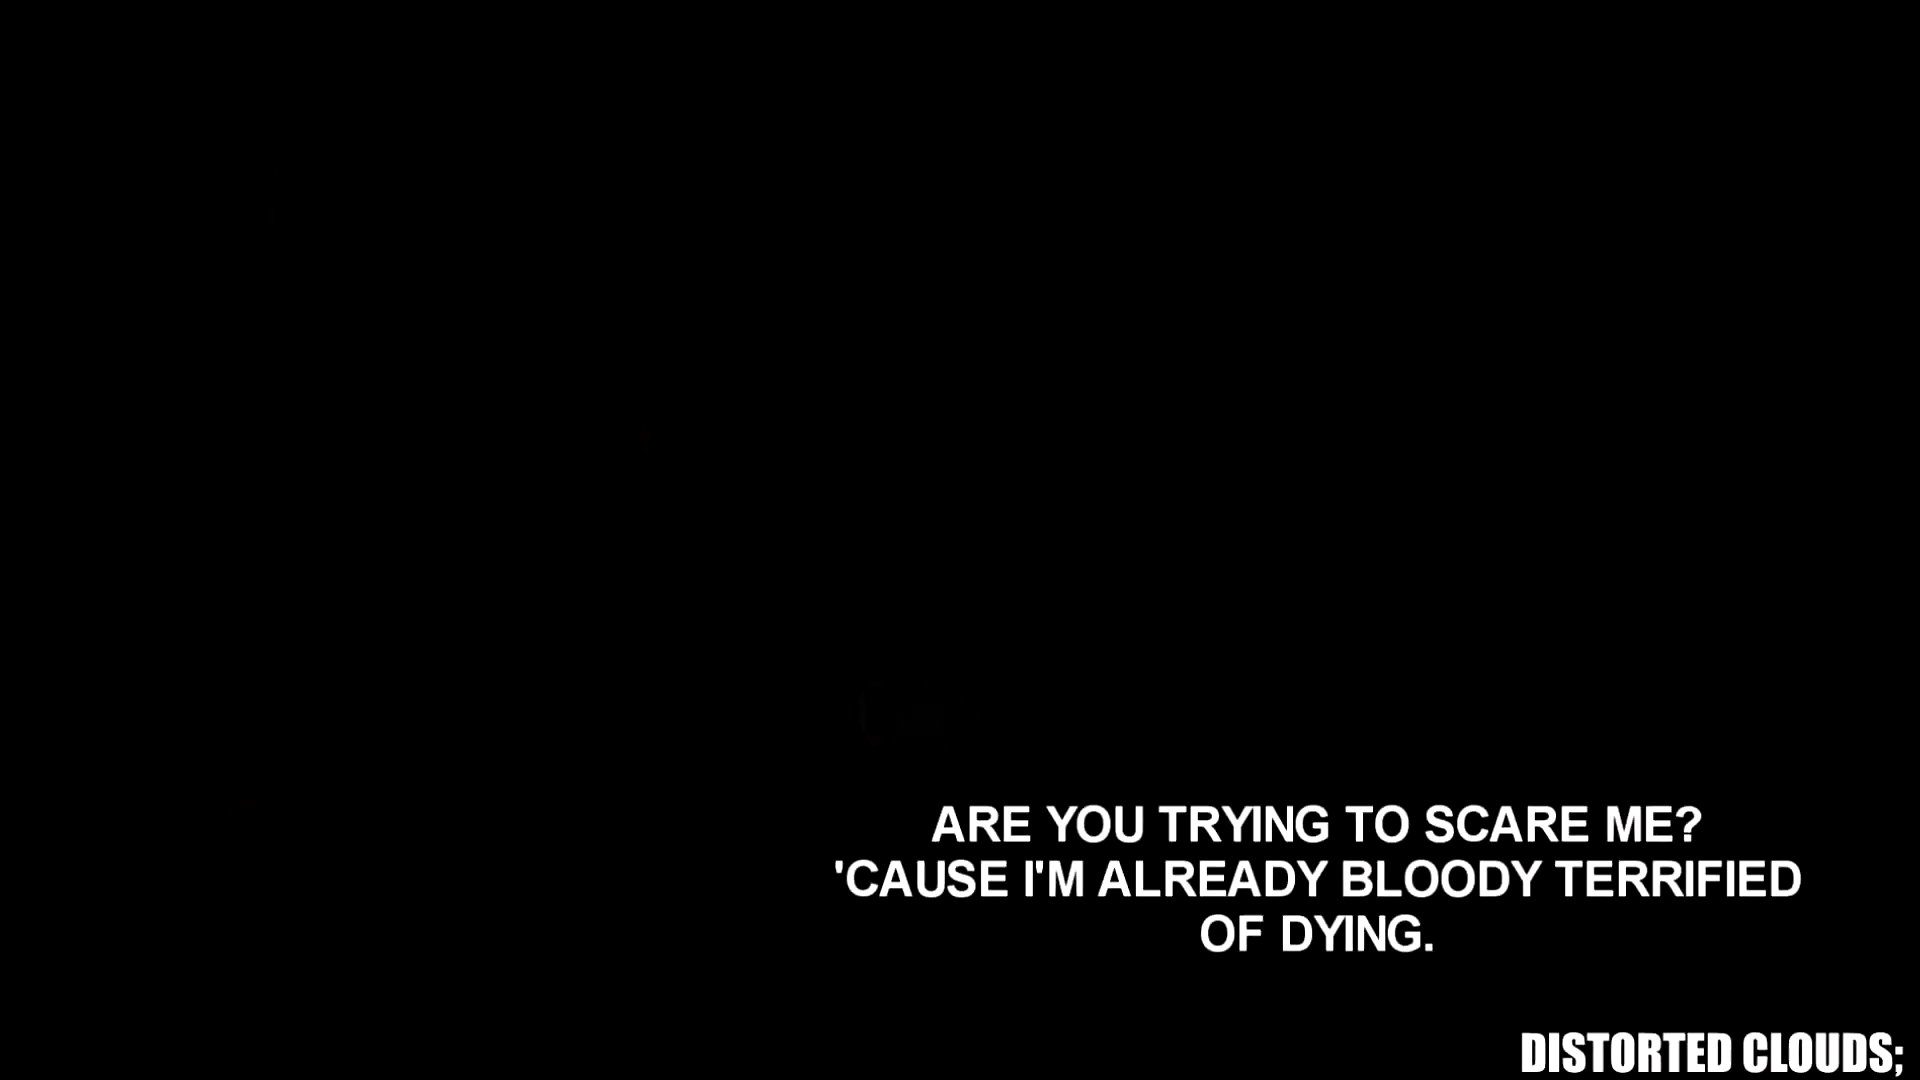 ARE YOU TRYING TO SCARE ME?
'CAUSE I'M ALREADY BLOODY TERRIFIED
OF DYING.
DISTORTED CLOUDS;